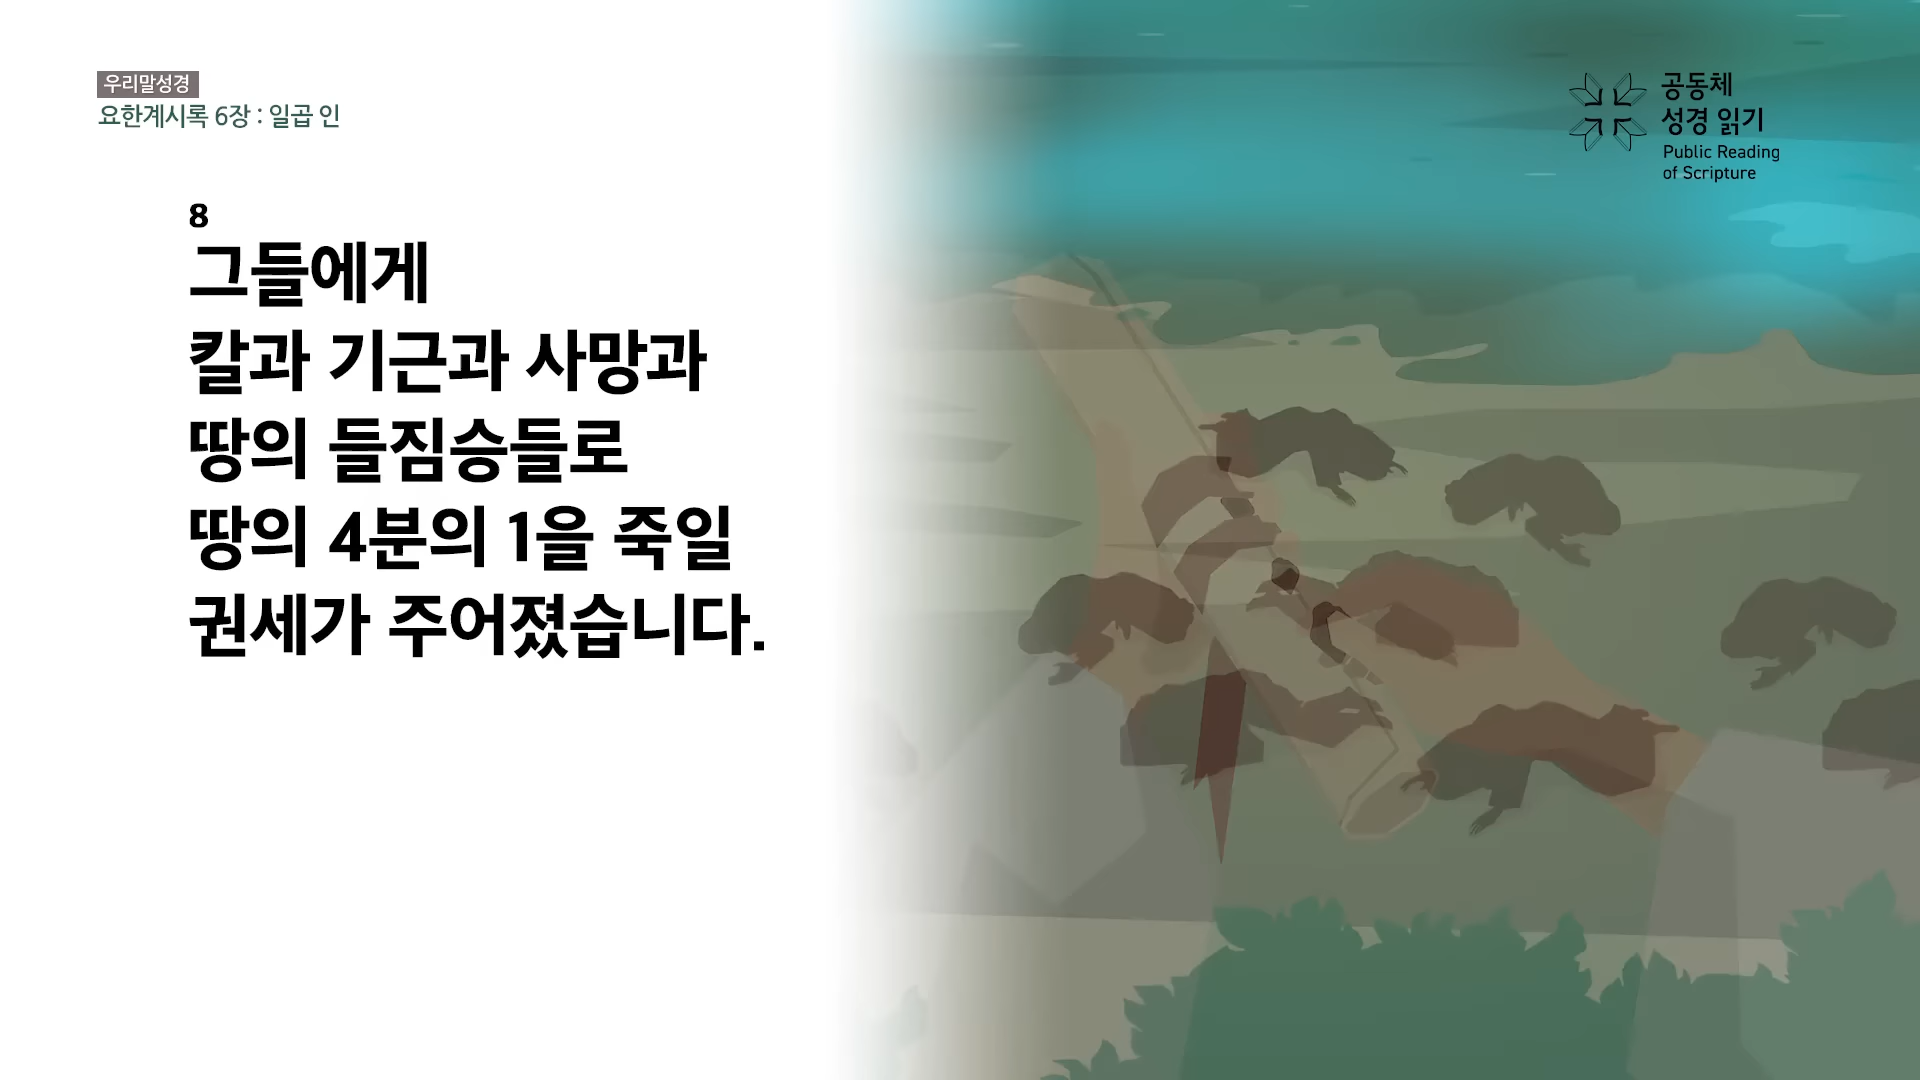 우리말성경
요한계시록 6장 : 일곱 인
공동체
성경 읽기
Public Reading
of Scripture
8
그들에게
칼과 기근과 사망과
땅의 들짐승들로
땅의 4분의 1을 죽일
권세가 주어졌습니다.